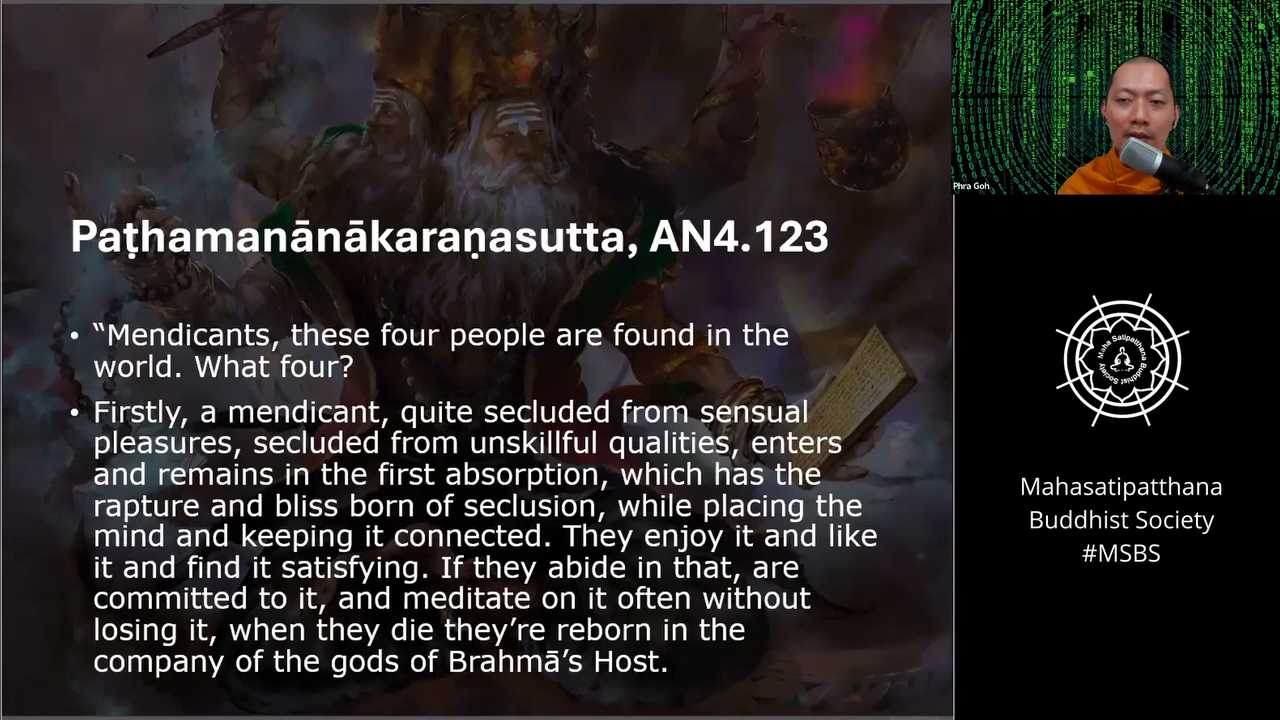 Paṭhamanānākaraṇasutta, AN4.123
• “Mendicants, these four people are found in the
world. What four?
• Firstly, a mendicant, quite secluded from sensual
pleasures, secluded from unskillful qualities, enters
and remains in the first absorption, which has the
rapture and bliss born of seclusion, while placing the
mind and keeping it connected. They enjoy it and like
it and find it satisfying. If they abide in that, are
committed to it, and meditate on it often without
losing it, when they die they’re reborn in the
company of the gods of Brahmā’s Host.
Phra Goh
Maha Satipatthana
Buddhist Society
Mahasatipatthana
Buddhist Society
#MSBS